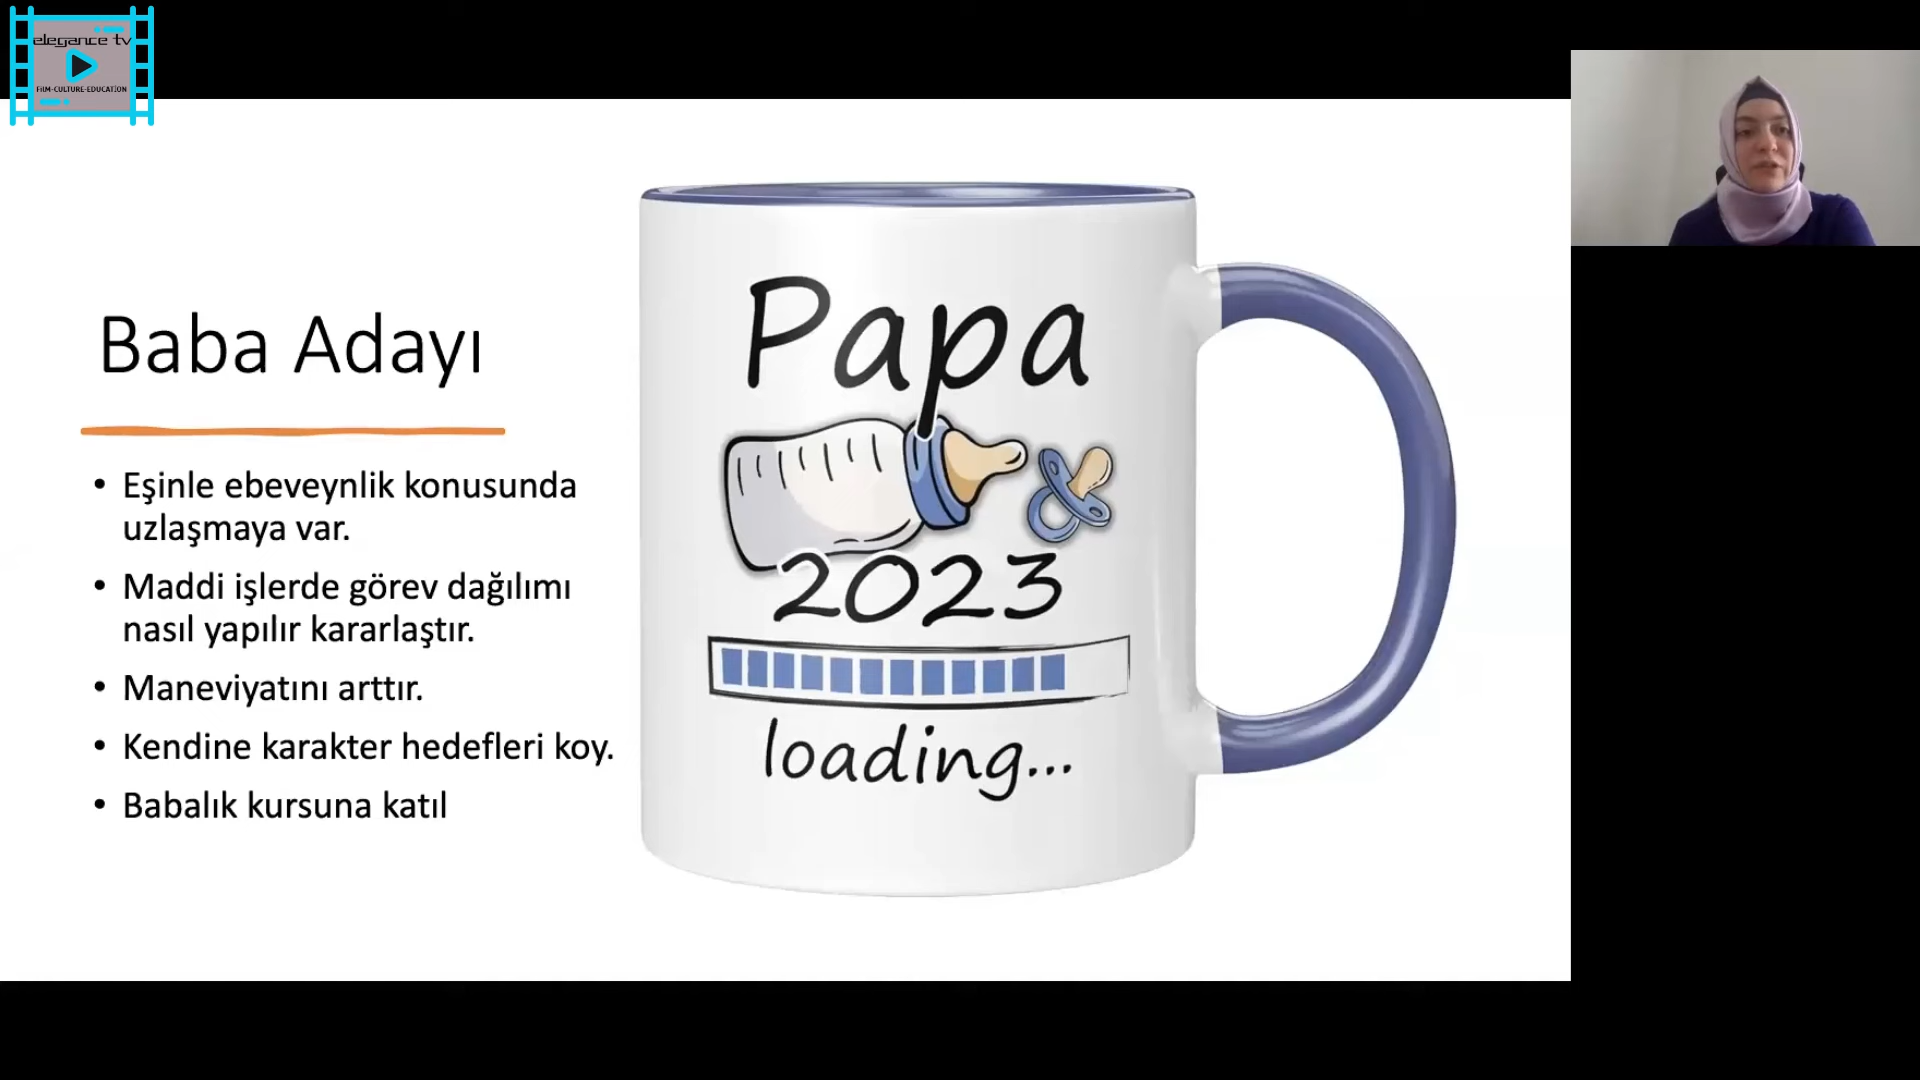 elegance tv
FILM-CULTURE-EDUCATION
Baba Adayı
• Eşinle ebeveynlik konusunda
uzlaşmaya var.
• Maddi işlerde görev dağılımı
nasıl yapılır kararlaştır.
• Maneviyatını arttır.
• Kendine karakter hedefleri koy.
• Babalık kursuna katıl
Papa
2023
loading...